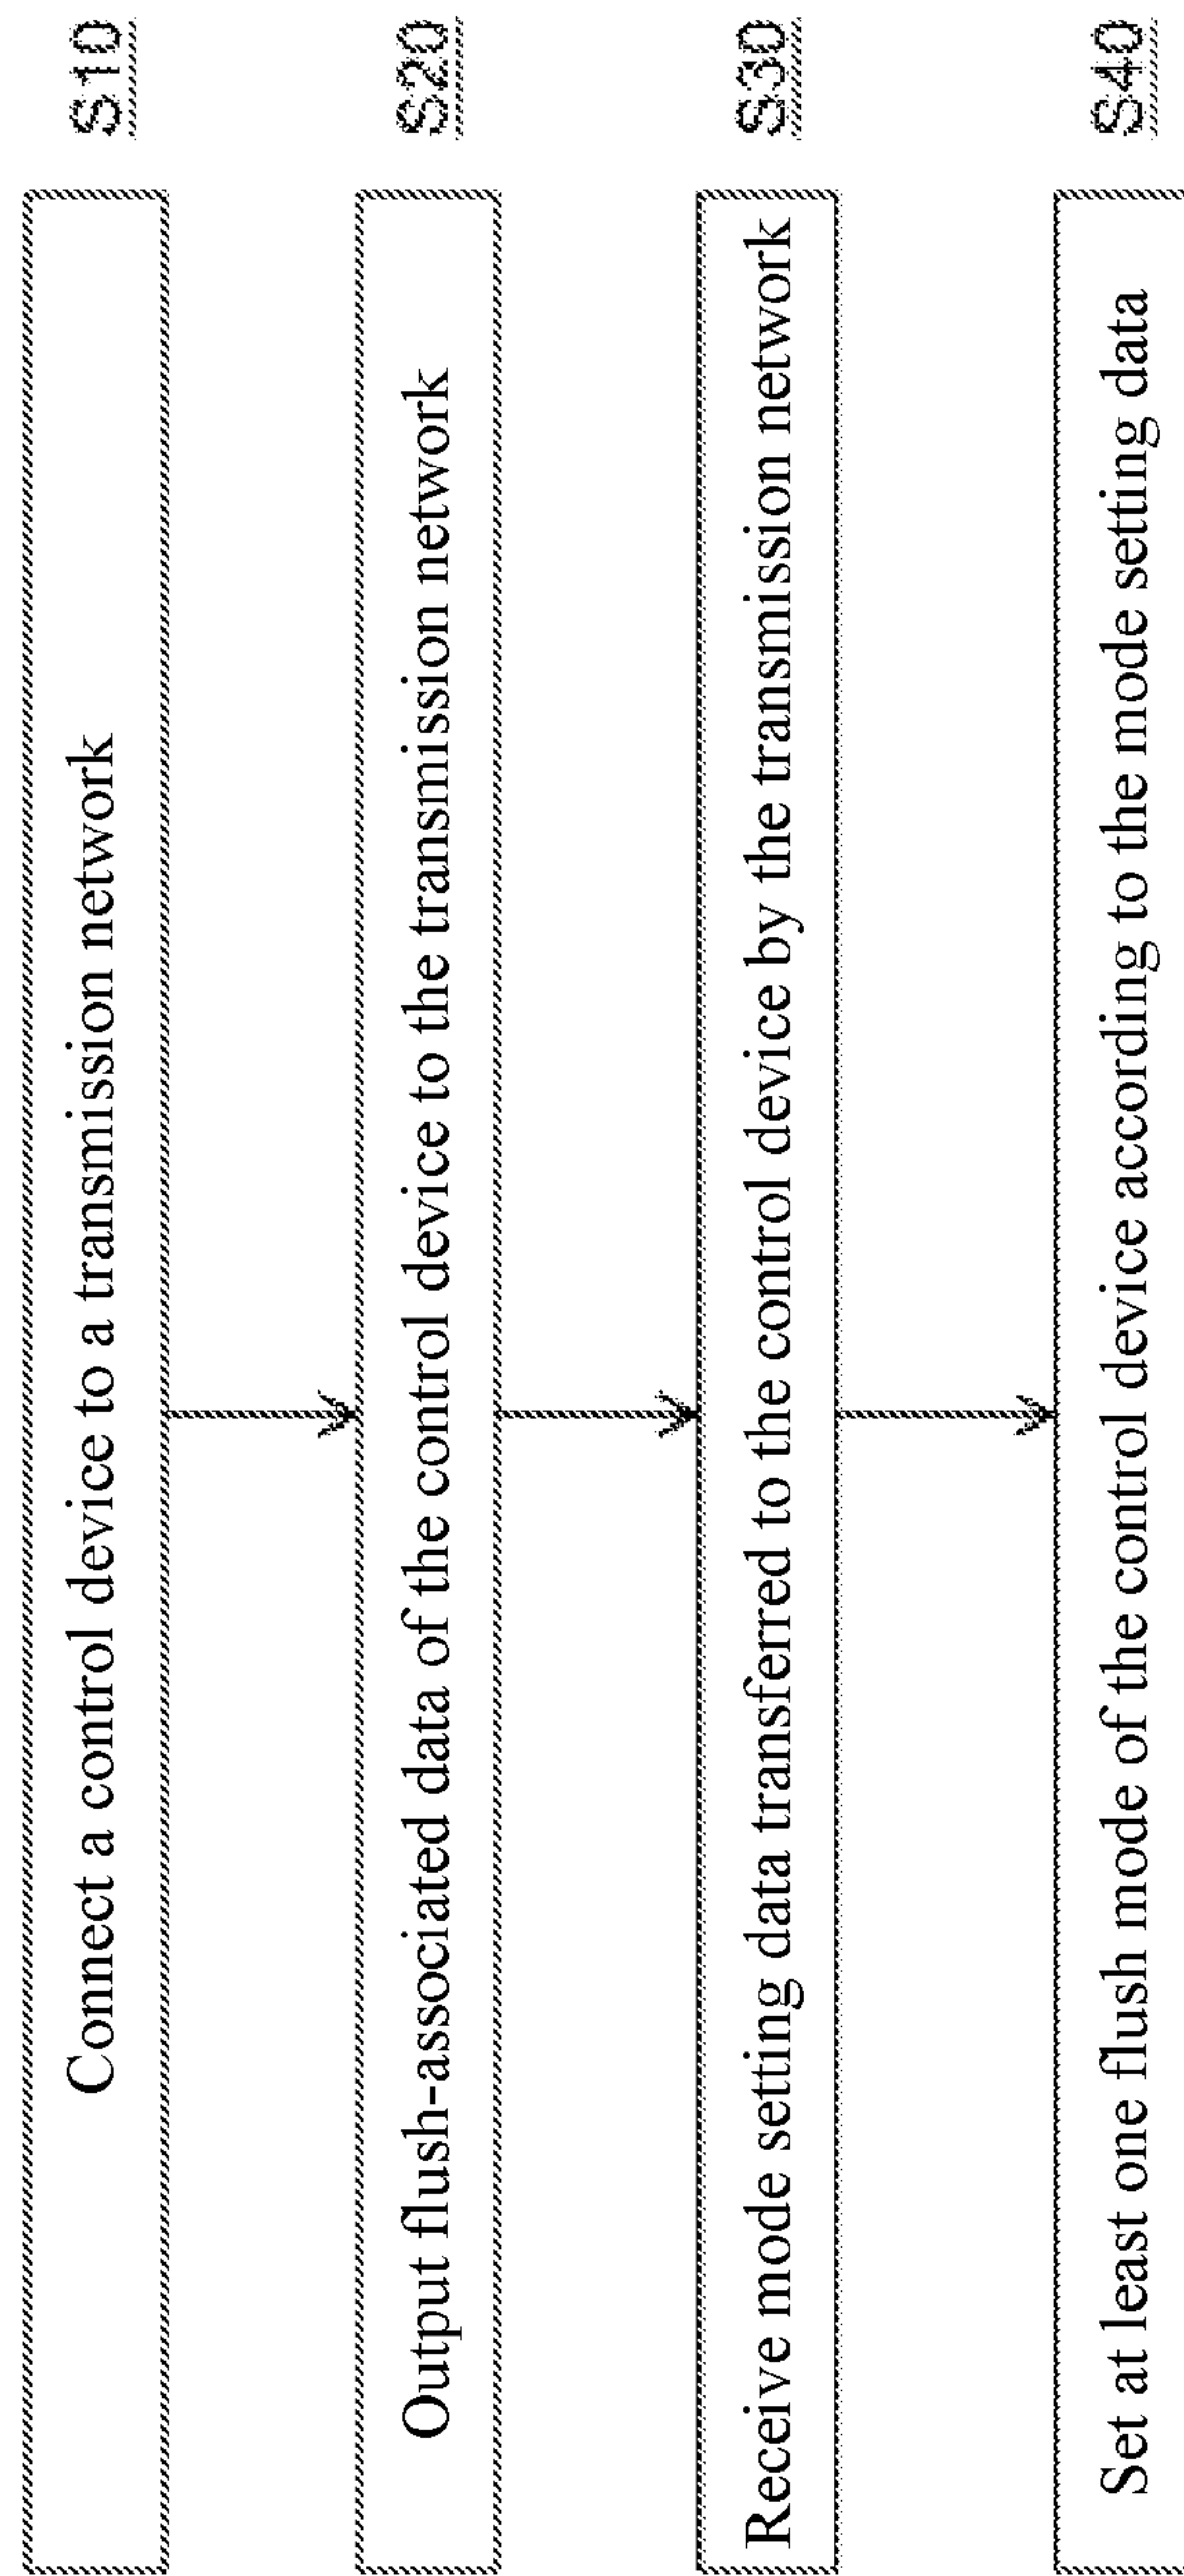 Connect a control device to a transmission network
S10
Output flush-associated data of the control device to the transmission network
S20
Receive mode setting data transferred to the control device by the transmission network
S30
Set at least one flush mode of the control device according to the mode setting data
S40